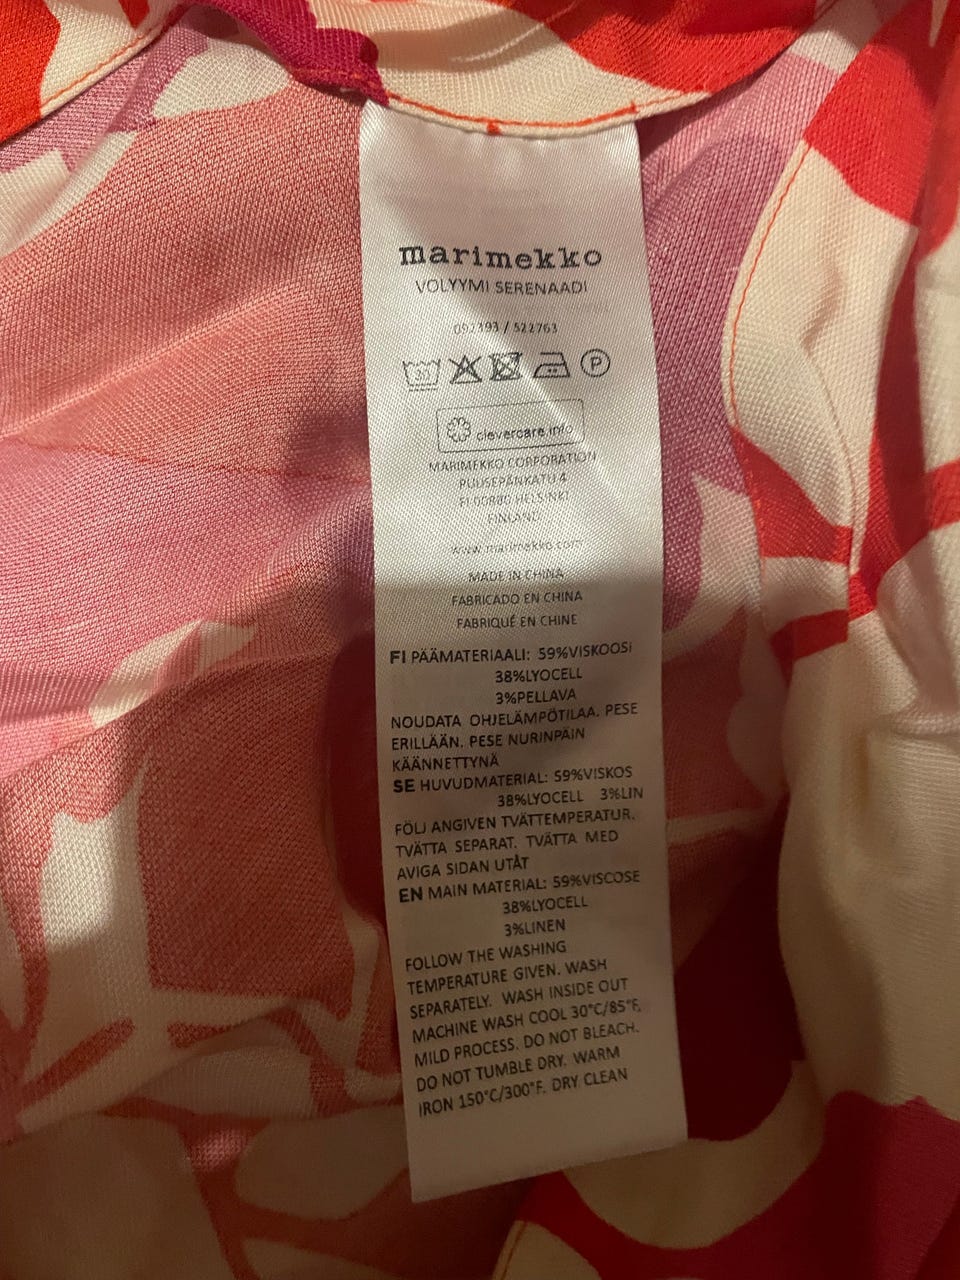 marimekko
VOLYYMI SERENAADI
092393 / 522763
30
P
clevercare.info
MARIMEKKO CORPORATION
PUUSEPÄNKATU 4
FI-00880 HELSINKI
FINLAND
www.marimekko.com
MADE IN CHINA
FABRICADO EN CHINA
FABRIQUÉ EN CHINE
FI PÄÄMATERIAALI: 59%VISKOOSI
38%LYOCELL
3%PELLAVA
NOUDATA OHJELÄMPÖTILAA. PESE
ERILLÄÄN. PESE NURINPÄIN
KÄÄNNETTYNÄ
SE HUVUDMATERIAL: 59%VISKOS
38%LYOCELL 3%LIN
FÖLJ ANGIVEN TVÄTTEMPERATUR.
TVÄTTA SEPARAT. TVÄTTA MED
AVIGA SIDAN UTÅT
EN MAIN MATERIAL: 59%VISCOSE
38%LYOCELL
3%LINEN
FOLLOW THE WASHING
TEMPERATURE GIVEN. WASH
SEPARATELY. WASH INSIDE OUT
MACHINE WASH COOL 30°C/85°F,
MILD PROCESS. DO NOT BLEACH.
DO NOT TUMBLE DRY. WARM
IRON 150°C/300°F. DRY CLEAN